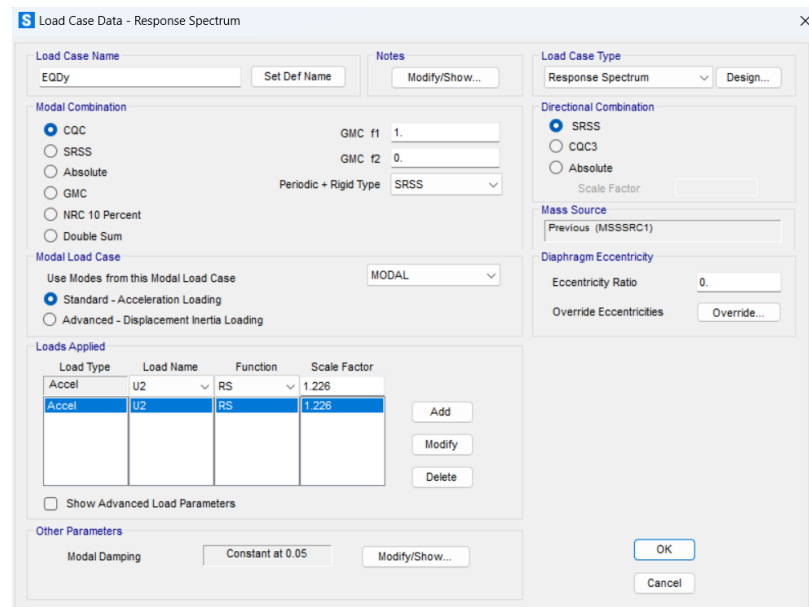 S Load Case Data - Response Spectrum
Load Case Name
EQDy
Set Def Name
Notes
Modify/Show...
Load Case Type
Response Spectrum
Design...
Modal Combination
CQC
SRSS
Absolute
GMC
NRC 10 Percent
Double Sum
GMC f1 1.
GMC f2 0.
Periodic + Rigid Type SRSS
Directional Combination
SRSS
CQC3
Absolute
Scale Factor
Mass Source
Previous (MSSSRC1)
Modal Load Case
Use Modes from this Modal Load Case MODAL
Standard - Acceleration Loading
Advanced - Displacement Inertia Loading
Diaphragm Eccentricity
Eccentricity Ratio 0.
Override Eccentricities Override...
Loads Applied
Load Type Load Name Function Scale Factor
Accel U2 RS 1.226
Accel U2 RS 1.226
Add
Modify
Delete
Show Advanced Load Parameters
Other Parameters
Modal Damping Constant at 0.05 Modify/Show...
OK
Cancel